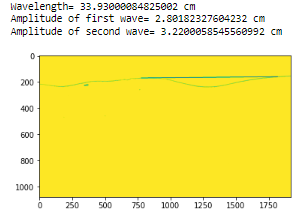 Wavelength= 33.93000084825002 cm
Amplitude of first wave= 2.80182327604232 cm
Amplitude of second wave= 3.2200058545560992 cm
0
200
400
600
800
1000
0 250 500 750 1000 1250 1500 1750